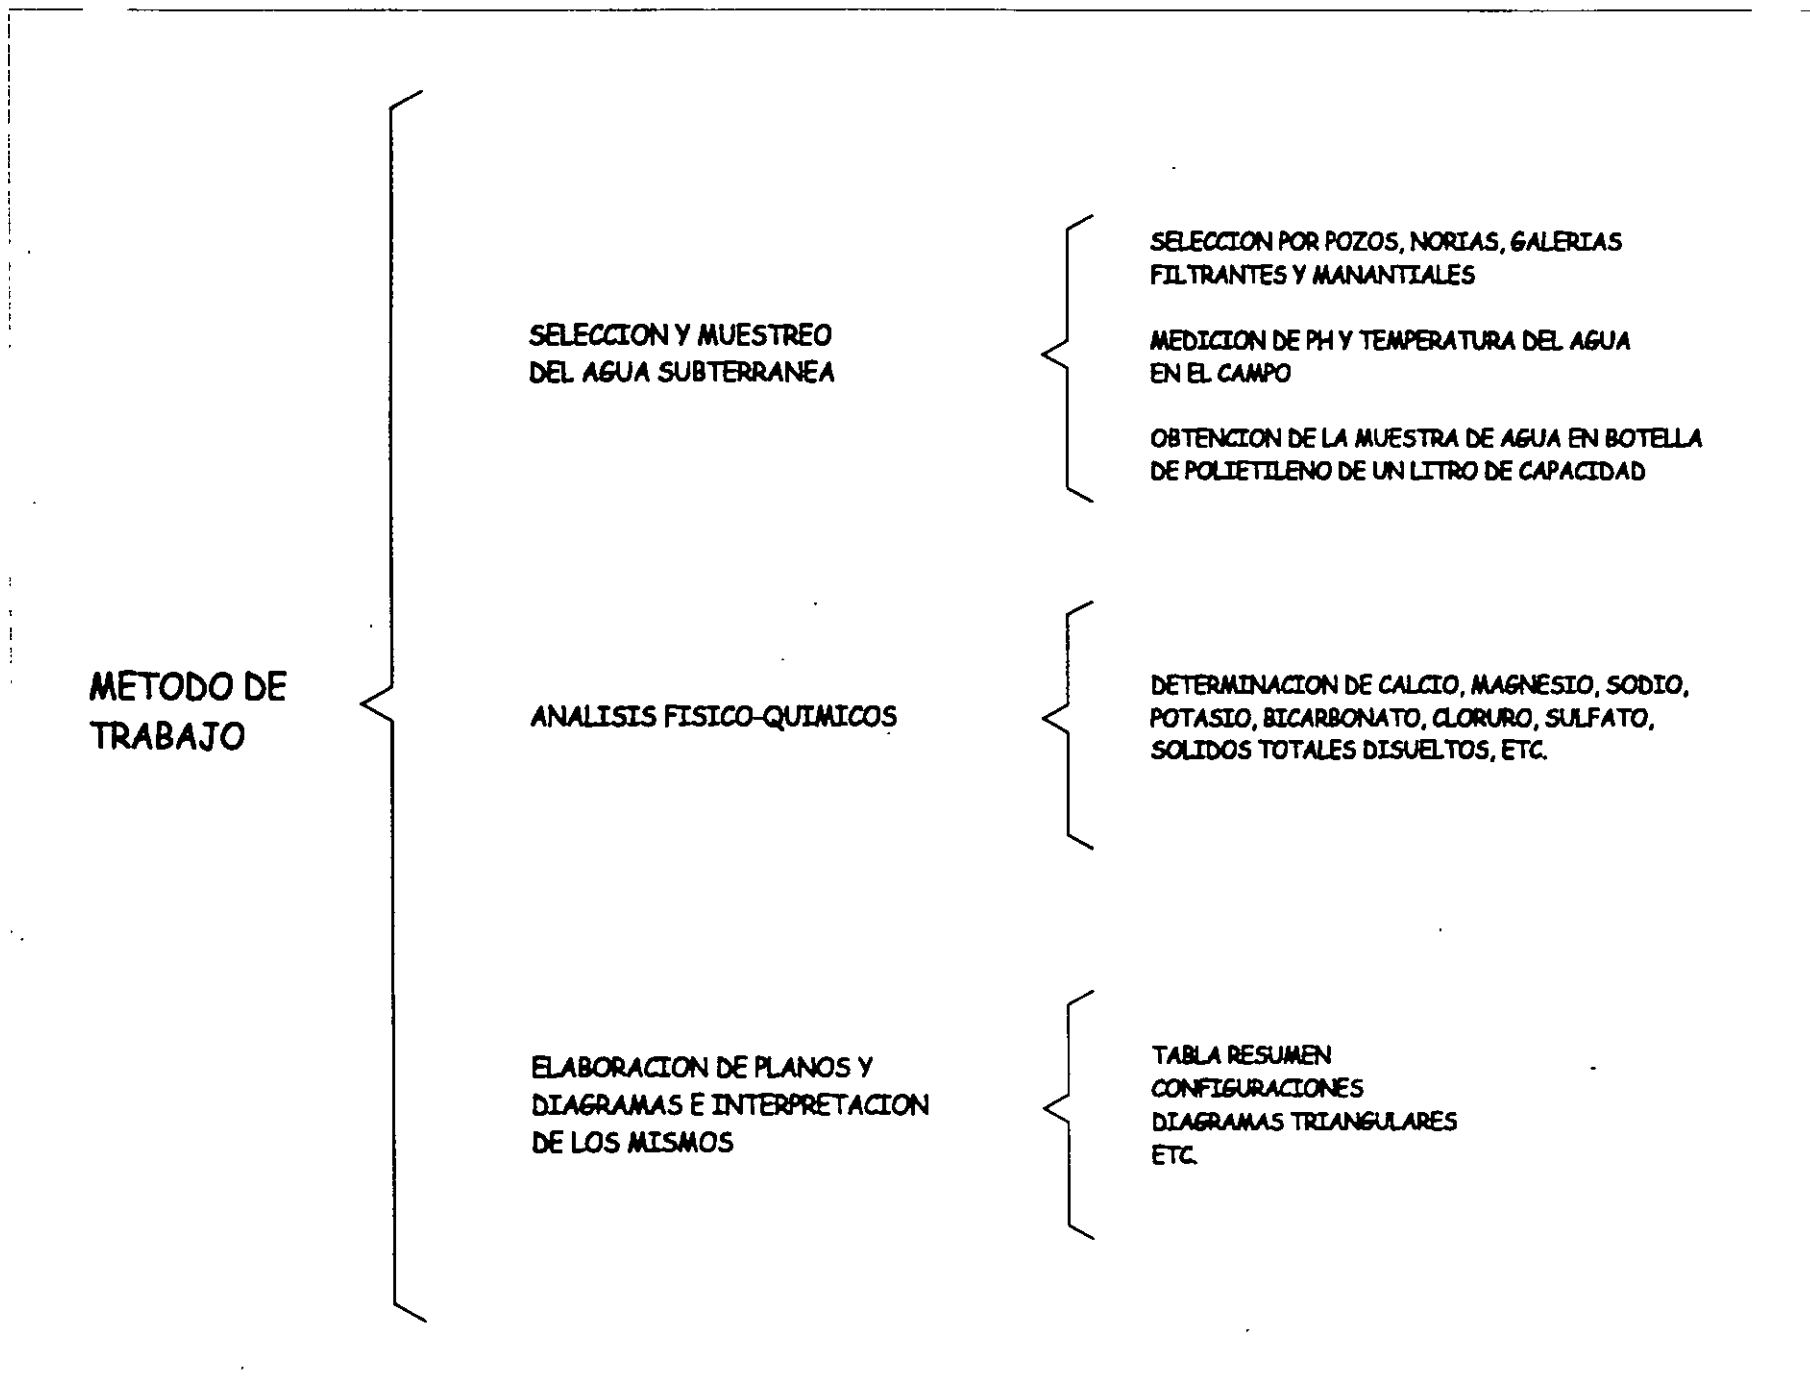 METODO DE
TRABAJO
SELECCION Y MUESTREO
DEL AGUA SUBTERRANEA
SELECCION POR POZOS, NORIAS, GALERIAS
FILTRANTES Y MANANTIALES
MEDICION DE PH Y TEMPERATURA DEL AGUA
EN EL CAMPO
OBTENCION DE LA MUESTRA DE AGUA EN BOTELLA
DE POLIETILENO DE UN LITRO DE CAPACIDAD
ANALISIS FISICO-QUIMICOS
DETERMINACION DE CALCIO, MAGNESIO, SODIO,
POTASIO, BICARBONATO, CLORURO, SULFATO,
SOLIDOS TOTALES DISUELTOS, ETC.
ELABORACION DE PLANOS Y
DIAGRAMAS E INTERPRETACION
DE LOS MISMOS
TABLA RESUMEN
CONFIGURACIONES
DIAGRAMAS TRIANGULARES
ETC.